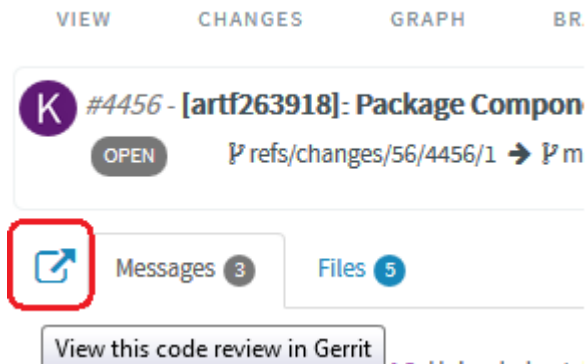 VIEW CHANGES GRAPH
K #4456 - [artf263918]: Package
OPEN refs/changes/56/4456/1
Messages 3 Files 5
View this code review in Gerrit